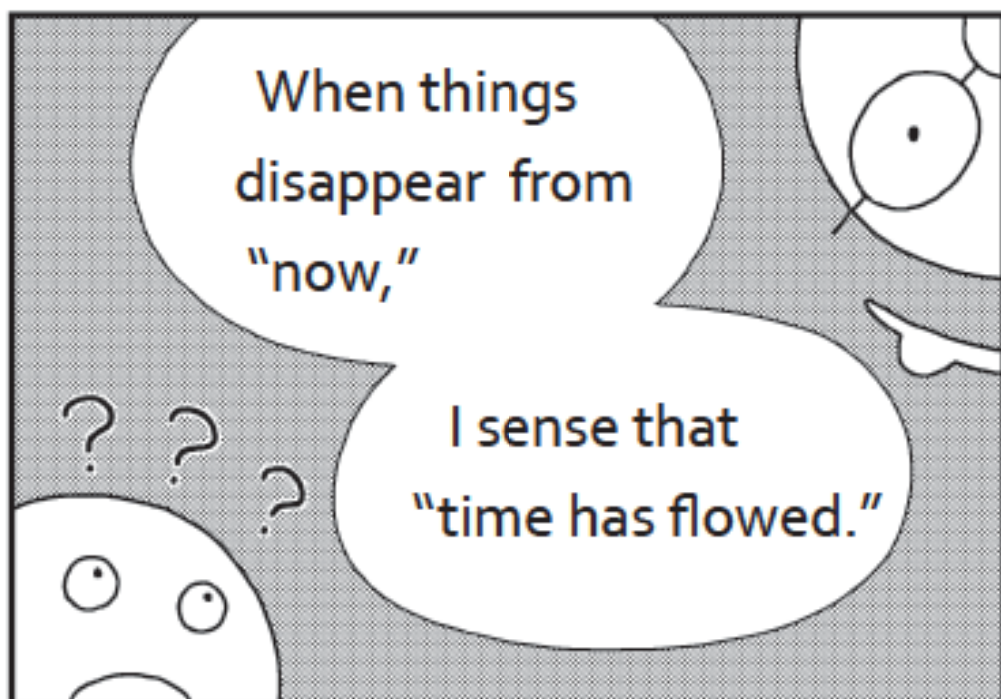 When things
disappear from
“now,”
I sense that
“time has flowed.”
? ? ?